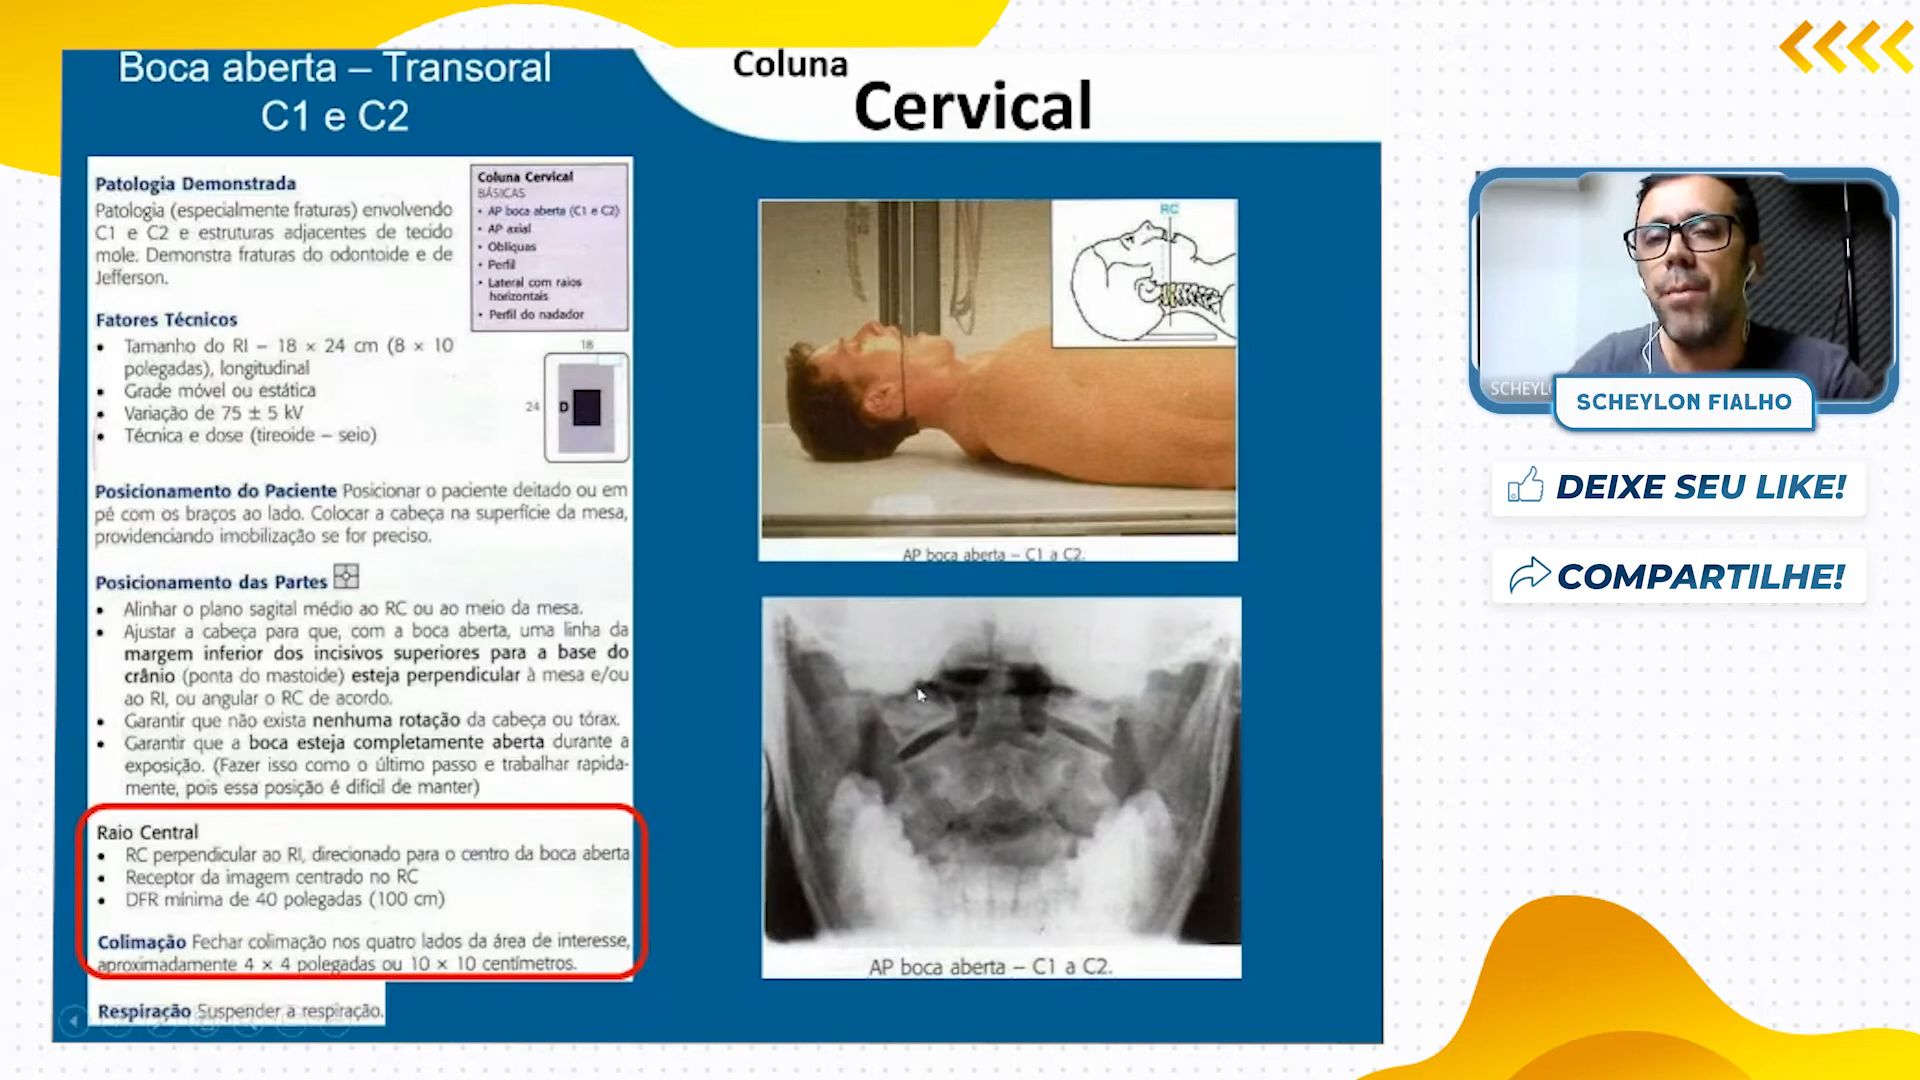 Boca aberta – Transoral
C1 e C2
Coluna
Cervical
Patologia Demonstrada
Patologia (especialmente fraturas) envolvendo
C1 e C2 e estruturas adjacentes de tecido
mole. Demonstra fraturas do odontoide e de
Jefferson.
Coluna Cervical
BÁSICAS
• AP boca aberta (C1 e C2)
• AP axial
• Oblíquas
• Perfil
• Lateral com raios
horizontais
• Perfil do nadador
Fatores Técnicos
• Tamanho do RI – 18 × 24 cm (8 × 10
polegadas), longitudinal
• Grade móvel ou estática
• Variação de 75 ± 5 kV
• Técnica e dose (tireoide – seio)
18
24
D
Posicionamento do Paciente Posicionar o paciente deitado ou em
pé com os braços ao lado. Colocar a cabeça na superfície da mesa,
providenciando imobilização se for preciso.
Posicionamento das Partes
• Alinhar o plano sagital médio ao RC ou ao meio da mesa.
• Ajustar a cabeça para que, com a boca aberta, uma linha da
margem inferior dos incisivos superiores para a base do
crânio (ponta do mastoide) esteja perpendicular à mesa e/ou
ao RI, ou angular o RC de acordo.
• Garantir que não exista nenhuma rotação da cabeça ou tórax.
• Garantir que a boca esteja completamente aberta durante a
exposição. (Fazer isso como o último passo e trabalhar rapida-
mente, pois essa posição é difícil de manter)
Raio Central
• RC perpendicular ao RI, direcionado para o centro da boca aberta
• Receptor da imagem centrado no RC
• DFR mínima de 40 polegadas (100 cm)
Colimação Fechar colimação nos quatro lados da área de interesse,
aproximadamente 4 × 4 polegadas ou 10 × 10 centímetros.
Respiração Suspender a respiração.
RC
AP boca aberta – C1 a C2.
AP boca aberta – C1 a C2.
SCHEYLON FIALHO
DEIXE SEU LIKE!
COMPARTILHE!